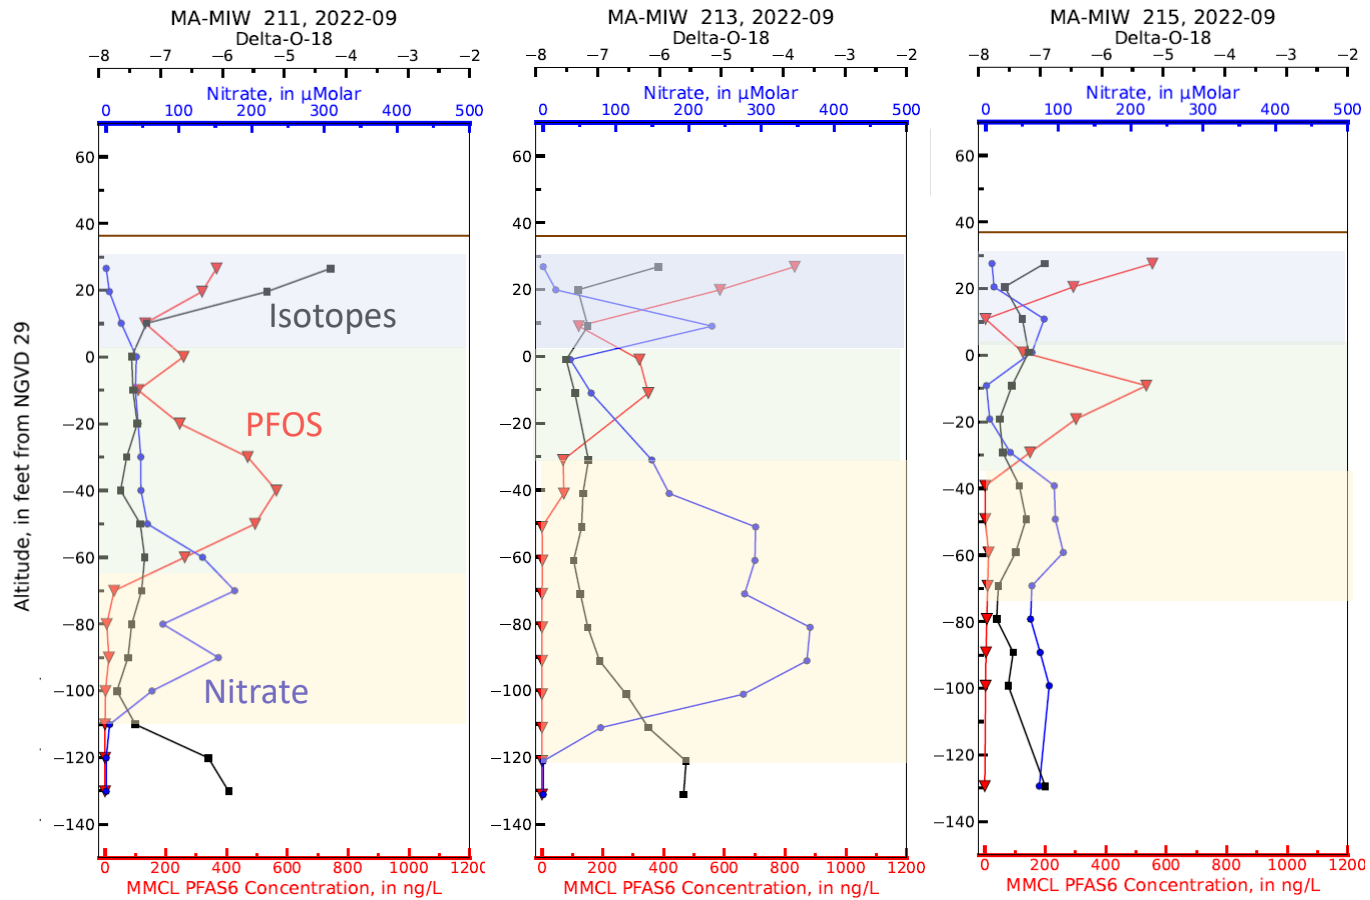 MA-MIW 211, 2022-09
Delta-O-18
−8 −7 −6 −5 −4 −3 −2
Nitrate, in µMolar
0 100 200 300 400 500
60
40
20
0
−20
−40
−60
−80
−100
−120
−140
Altitude, in feet from NGVD 29
Isotopes
PFOS
Nitrate
0 200 400 600 800 1000 1200
MMCL PFAS6 Concentration, in ng/L
MA-MIW 213, 2022-09
Delta-O-18
−8 −7 −6 −5 −4 −3 −2
Nitrate, in µMolar
0 100 200 300 400 500
60
40
20
0
−20
−40
−60
−80
−100
−120
−140
0 200 400 600 800 1000 1200
MMCL PFAS6 Concentration, in ng/L
MA-MIW 215, 2022-09
Delta-O-18
−8 −7 −6 −5 −4 −3 −2
Nitrate, in µMolar
0 100 200 300 400 500
60
40
20
0
−20
−40
−60
−80
−100
−120
−140
0 200 400 600 800 1000 1200
MMCL PFAS6 Concentration, in ng/L